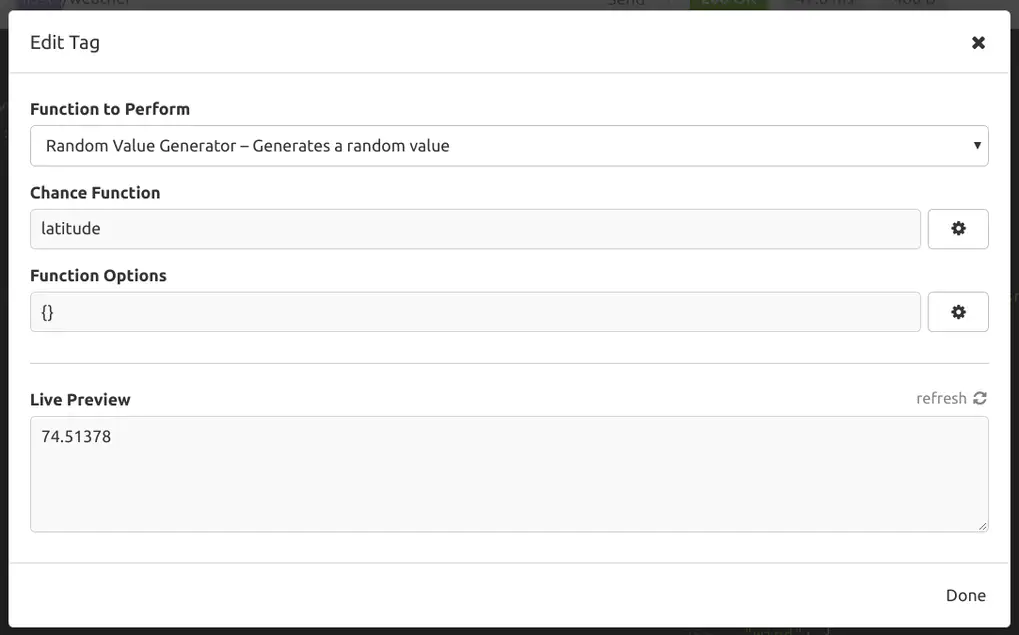 Edit Tag
Function to Perform
Random Value Generator – Generates a random value
Chance Function
latitude
Function Options
{}
Live Preview
refresh
74.51378
Done